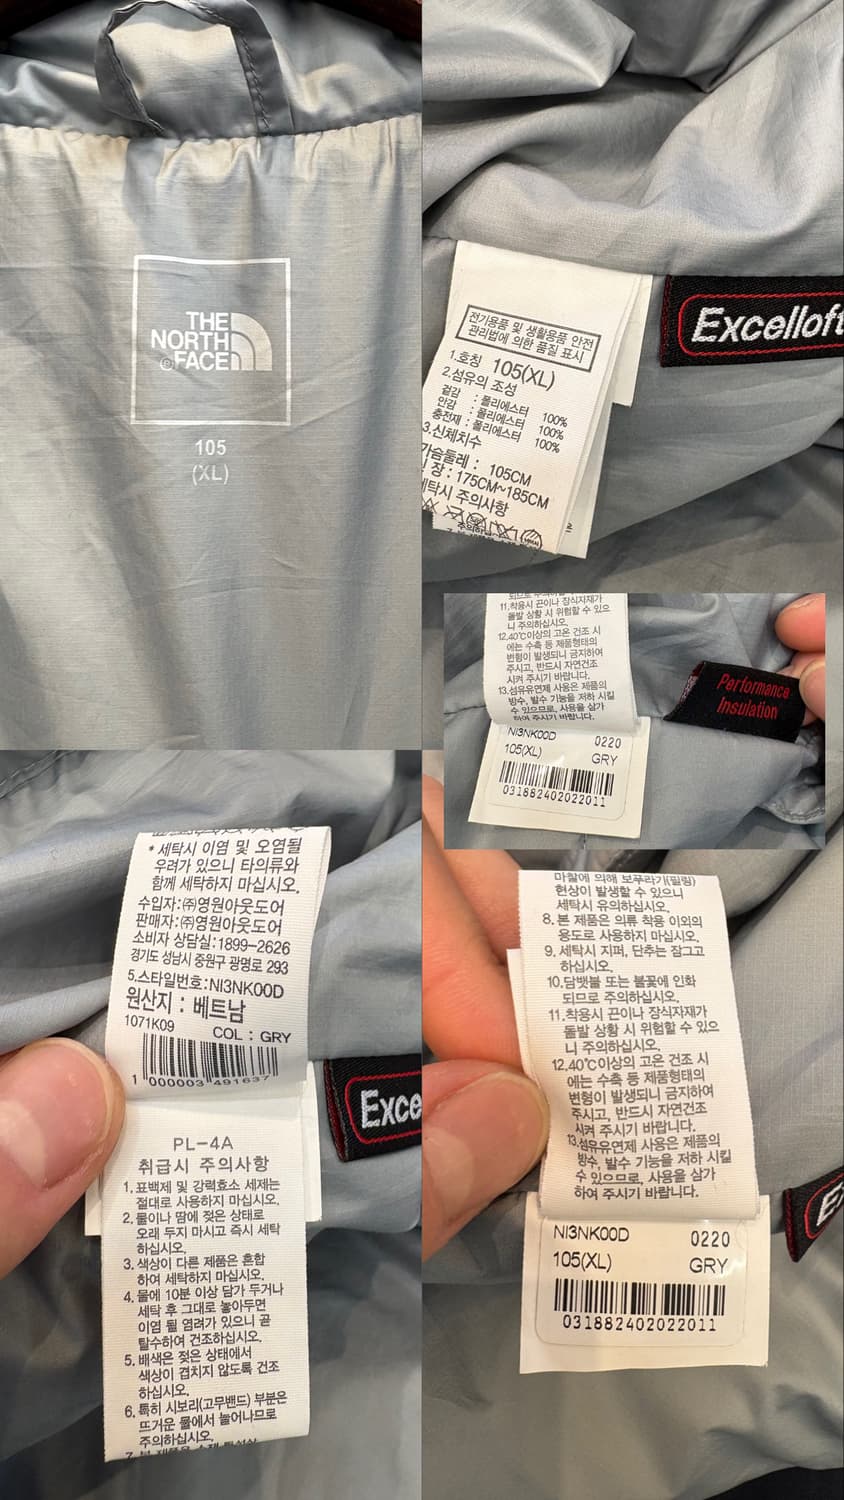 THE
NORTH
FACE
105
(XL)
전기용품 및 생활용품 안전
관리법에 의한 품질 표시
1.호칭 105(XL)
2.섬유의 조성
겉감 : 폴리에스터 100%
안감 : 폴리에스터 100%
충전재 : 폴리에스터 100%
3.신체치수
가슴둘레 : 105CM
장 : 175CM~185CM
세탁시 주의사항
Excelloft
11.착용시 끈이나 장식자재가
돌발 상황 시 위험할 수 있으
니 주의하십시오.
12.40℃이상의 고온 건조 시
에는 수축 등 제품형태의
변형이 발생되니 금지하여
주시고, 반드시 자연건조
시켜 주시기 바랍니다.
13.섬유유연제 사용은 제품의
방수, 발수 기능을 저하 시킬
수 있으므로, 사용을 삼가
하여 주시기 바랍니다.
Performance
Insulation
NI3NK00D 0220
105(XL) GRY
031882402022011
* 세탁시 이염 및 오염될
우려가 있으니 타의류와
함께 세탁하지 마십시오.
수입자:㈜영원아웃도어
판매자:㈜영원아웃도어
소비자 상담실:1899-2626
경기도 성남시 중원구 광명로 293
5.스타일번호:NI3NK00D
원산지 : 베트남
1071K09 COL : GRY
1 000003 491637
Exce
PL-4A
취급시 주의사항
1. 표백제 및 강력효소 세제는
절대로 사용하지 마십시오.
2. 물이나 땀에 젖은 상태로
오래 두지 마시고 즉시 세탁
하십시오.
3. 색상이 다른 제품은 혼합
하여 세탁하지 마십시오.
4. 물에 10분 이상 담가 두거나
세탁 후 그대로 놓아두면
이염 될 염려가 있으니 곧
탈수하여 건조하십시오.
5. 배색은 젖은 상태에서
색상이 겹치지 않도록 건조
하십시오.
6. 특히 시보리(고무밴드) 부분은
뜨거운 물에서 늘어나므로
주의하십시오.
마찰에 의해 보푸라기(필링)
현상이 발생할 수 있으니
세탁시 유의하십시오.
8. 본 제품은 의류 착용 이외의
용도로 사용하지 마십시오.
9. 세탁시 지퍼, 단추는 잠그고
하십시오.
10.담뱃불 또는 불꽃에 인화
되므로 주의하십시오.
11.착용시 끈이나 장식자재가
돌발 상황 시 위험할 수 있으
니 주의하십시오.
12.40℃이상의 고온 건조 시
에는 수축 등 제품형태의
변형이 발생되니 금지하여
주시고, 반드시 자연건조
시켜 주시기 바랍니다.
13.섬유유연제 사용은 제품의
방수, 발수 기능을 저하 시킬
수 있으므로, 사용을 삼가
하여 주시기 바랍니다.
NI3NK00D 0220
105(XL) GRY
031882402022011
E